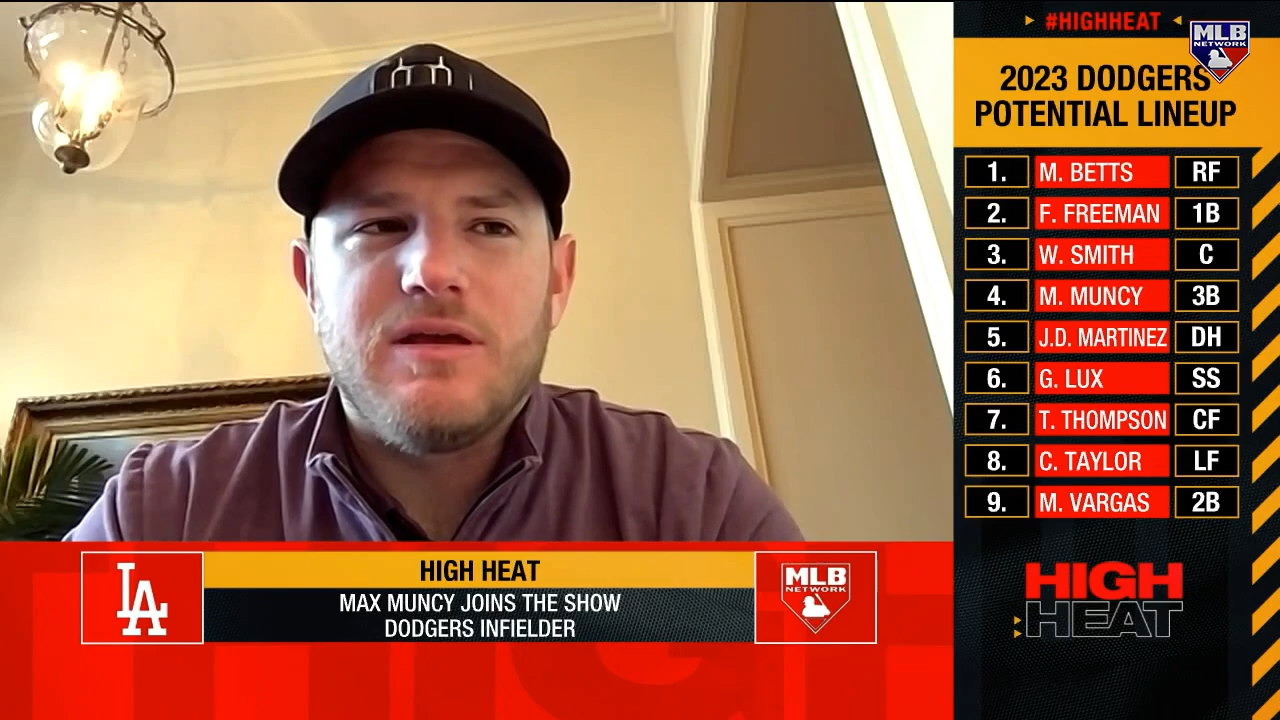 #HIGHHEAT
MLB
NETWORK
2023 DODGERS
POTENTIAL LINEUP
1. M. BETTS RF
2. F. FREEMAN 1B
3. W. SMITH C
4. M. MUNCY 3B
5. J.D. MARTINEZ DH
6. G. LUX SS
7. T. THOMPSON CF
8. C. TAYLOR LF
9. M. VARGAS 2B
HIGH
HEAT
LA
HIGH HEAT
MAX MUNCY JOINS THE SHOW
DODGERS INFIELDER
MLB
NETWORK